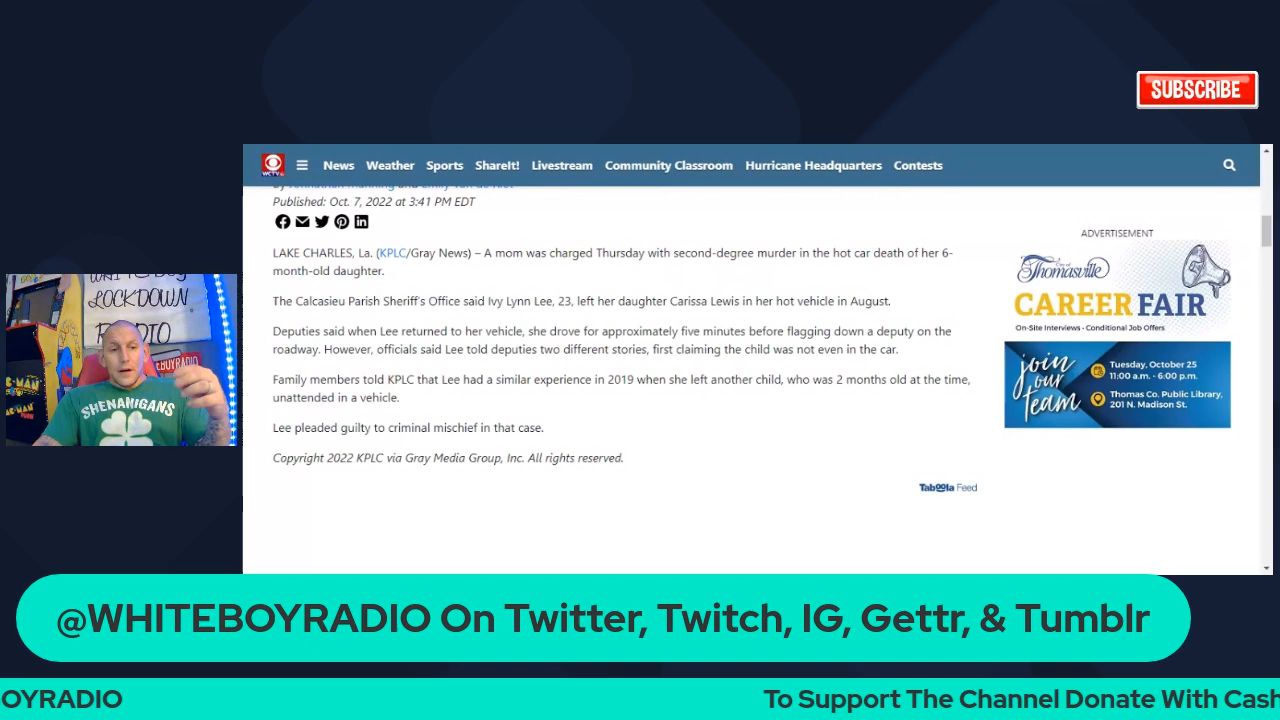 SUBSCRIBE
WCTV
News Weather Sports ShareIt! Livestream Community Classroom Hurricane Headquarters Contests
Published: Oct. 7, 2022 at 3:41 PM EDT
LAKE CHARLES, La. (KPLC/Gray News) – A mom was charged Thursday with second-degree murder in the hot car death of her 6-
month-old daughter.
The Calcasieu Parish Sheriff's Office said Ivy Lynn Lee, 23, left her daughter Carissa Lewis in her hot vehicle in August.
Deputies said when Lee returned to her vehicle, she drove for approximately five minutes before flagging down a deputy on the
roadway. However, officials said Lee told deputies two different stories, first claiming the child was not even in the car.
Family members told KPLC that Lee had a similar experience in 2019 when she left another child, who was 2 months old at the time,
unattended in a vehicle.
Lee pleaded guilty to criminal mischief in that case.
Copyright 2022 KPLC via Gray Media Group, Inc. All rights reserved.
Taboola Feed
ADVERTISEMENT
City of
Thomasville
CAREER FAIR
On-Site Interviews - Conditional Job Offers
join
our
team
Tuesday, October 25
11:00 a.m. - 6:00 p.m.
Thomas Co. Public Library,
201 N. Madison St.
LOCKDOWN
RADIO
WHITEBOYRADIO
SHENANIGANS
@WHITEBOYRADIO On Twitter, Twitch, IG, Gettr, & Tumblr
OYRADIO To Support The Channel Donate With Cash